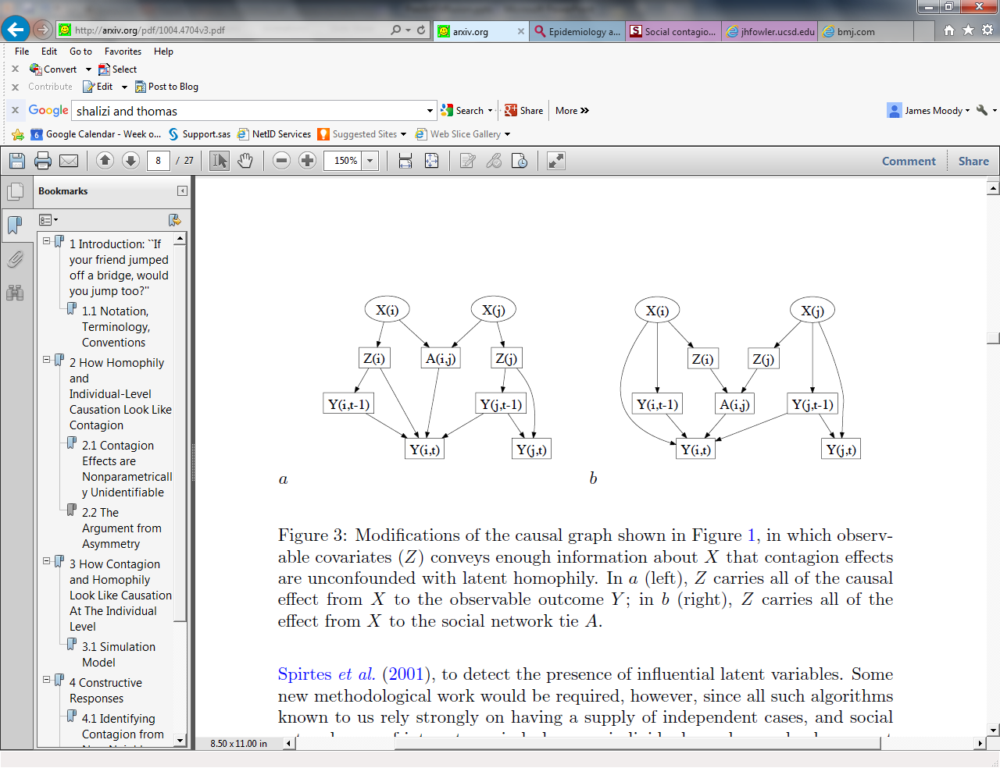 http://arxiv.org/pdf/1004.4704v3.pdf
arxiv.org
Epidemiology a...
Social contagio...
jhfowler.ucsd.edu
bmj.com
File Edit Go to Favorites Help
x Convert Select
x Contribute Edit Post to Blog
x Google shalizi and thomas Search Share More »
James Moody
Google Calendar - Week o... Support.sas NetID Services Suggested Sites Web Slice Gallery
8 / 27 150% Comment Share
Bookmarks
1 Introduction: ``If
your friend jumped
off a bridge, would
you jump too?''
1.1 Notation,
Terminology,
Conventions
2 How Homophily
and
Individual-Level
Causation Look Like
Contagion
2.1 Contagion
Effects are
Nonparametricall
y Unidentifiable
2.2 The
Argument from
Asymmetry
3 How Contagion
and Homophily
Look Like Causation
At The Individual
Level
3.1 Simulation
Model
4 Constructive
Responses
4.1 Identifying
Contagion from
X(i) X(j)
Z(i) A(i,j) Z(j)
Y(i,t-1) Y(j,t-1)
Y(i,t) Y(j,t)
a
X(i) X(j)
Z(i) Z(j)
Y(i,t-1) A(i,j) Y(j,t-1)
Y(i,t) Y(j,t)
b
Figure 3: Modifications of the causal graph shown in Figure 1, in which observ-
able covariates (Z) conveys enough information about X that contagion effects
are unconfounded with latent homophily. In a (left), Z carries all of the causal
effect from X to the observable outcome Y; in b (right), Z carries all of the
effect from X to the social network tie A.
Spirtes et al. (2001), to detect the presence of influential latent variables. Some
new methodological work would be required, however, since all such algorithms
known to us rely strongly on having a supply of independent cases, and social
8.50 x 11.00 in